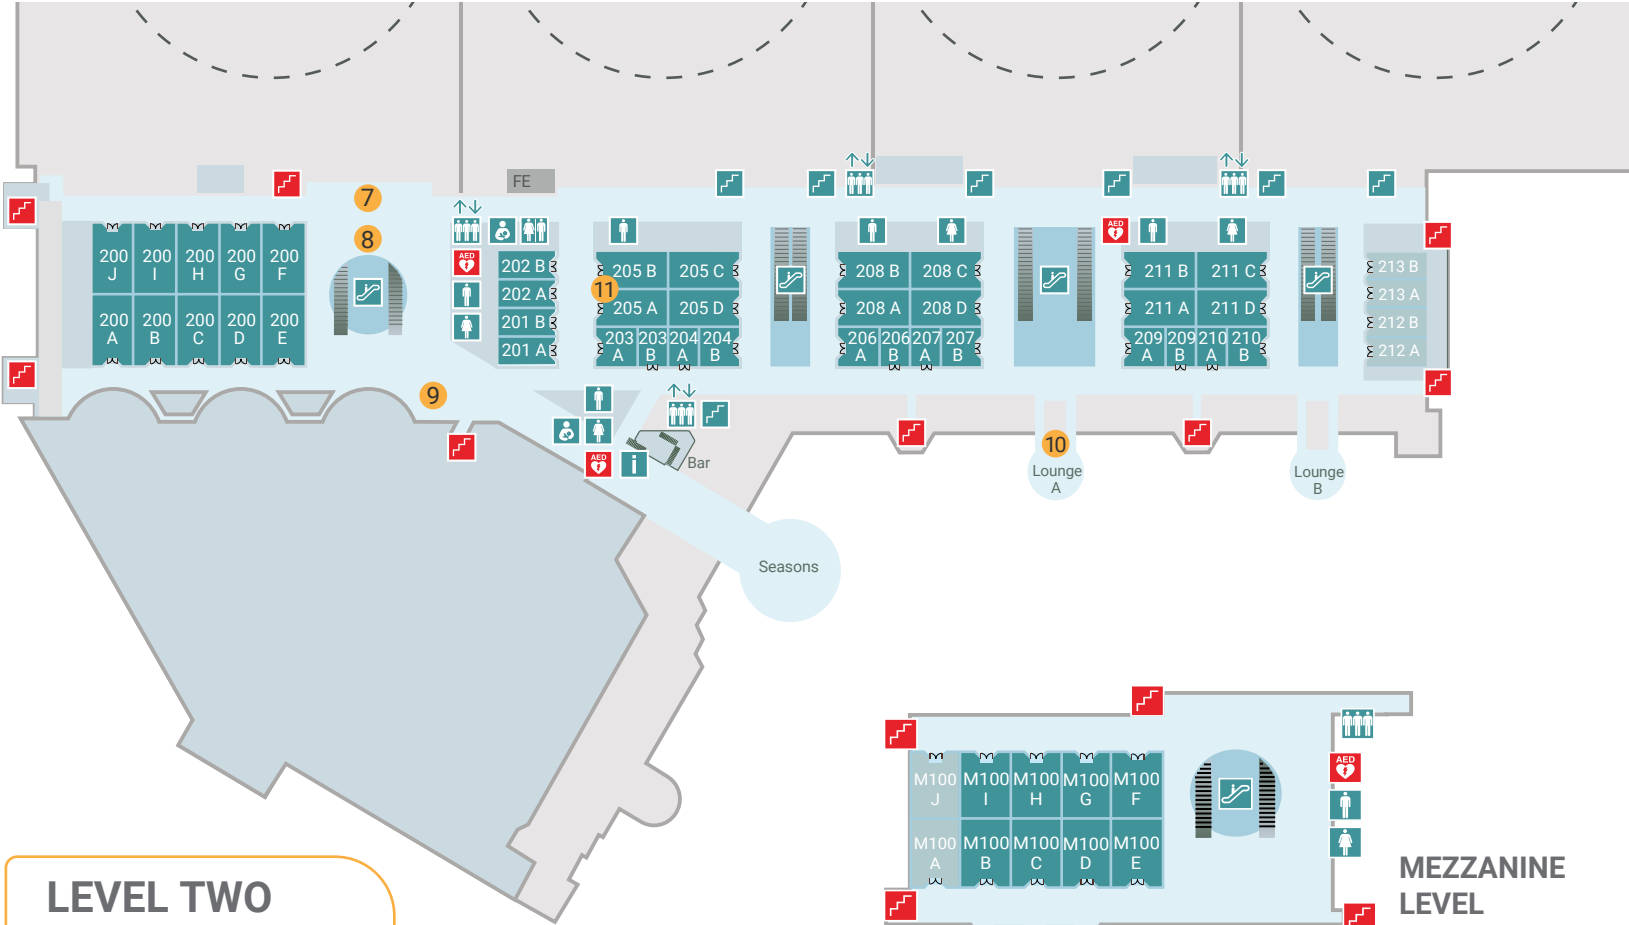 FE
7
8
AED
AED
200 J
200 I
200 H
200 G
200 F
200 A
200 B
200 C
200 D
200 E
202 B
202 A
201 B
201 A
11
205 B
205 C
205 A
205 D
203 A
203 B
204 A
204 B
208 B
208 C
208 A
208 D
206 A
206 B
207 A
207 B
211 B
211 C
211 A
211 D
209 A
209 B
210 A
210 B
213 B
213 A
212 B
212 A
9
AED
i
Bar
10
Lounge
A
Lounge
B
Seasons
M100 J
M100 I
M100 H
M100 G
M100 F
M100 A
M100 B
M100 C
M100 D
M100 E
AED
LEVEL TWO
MEZZANINE
LEVEL